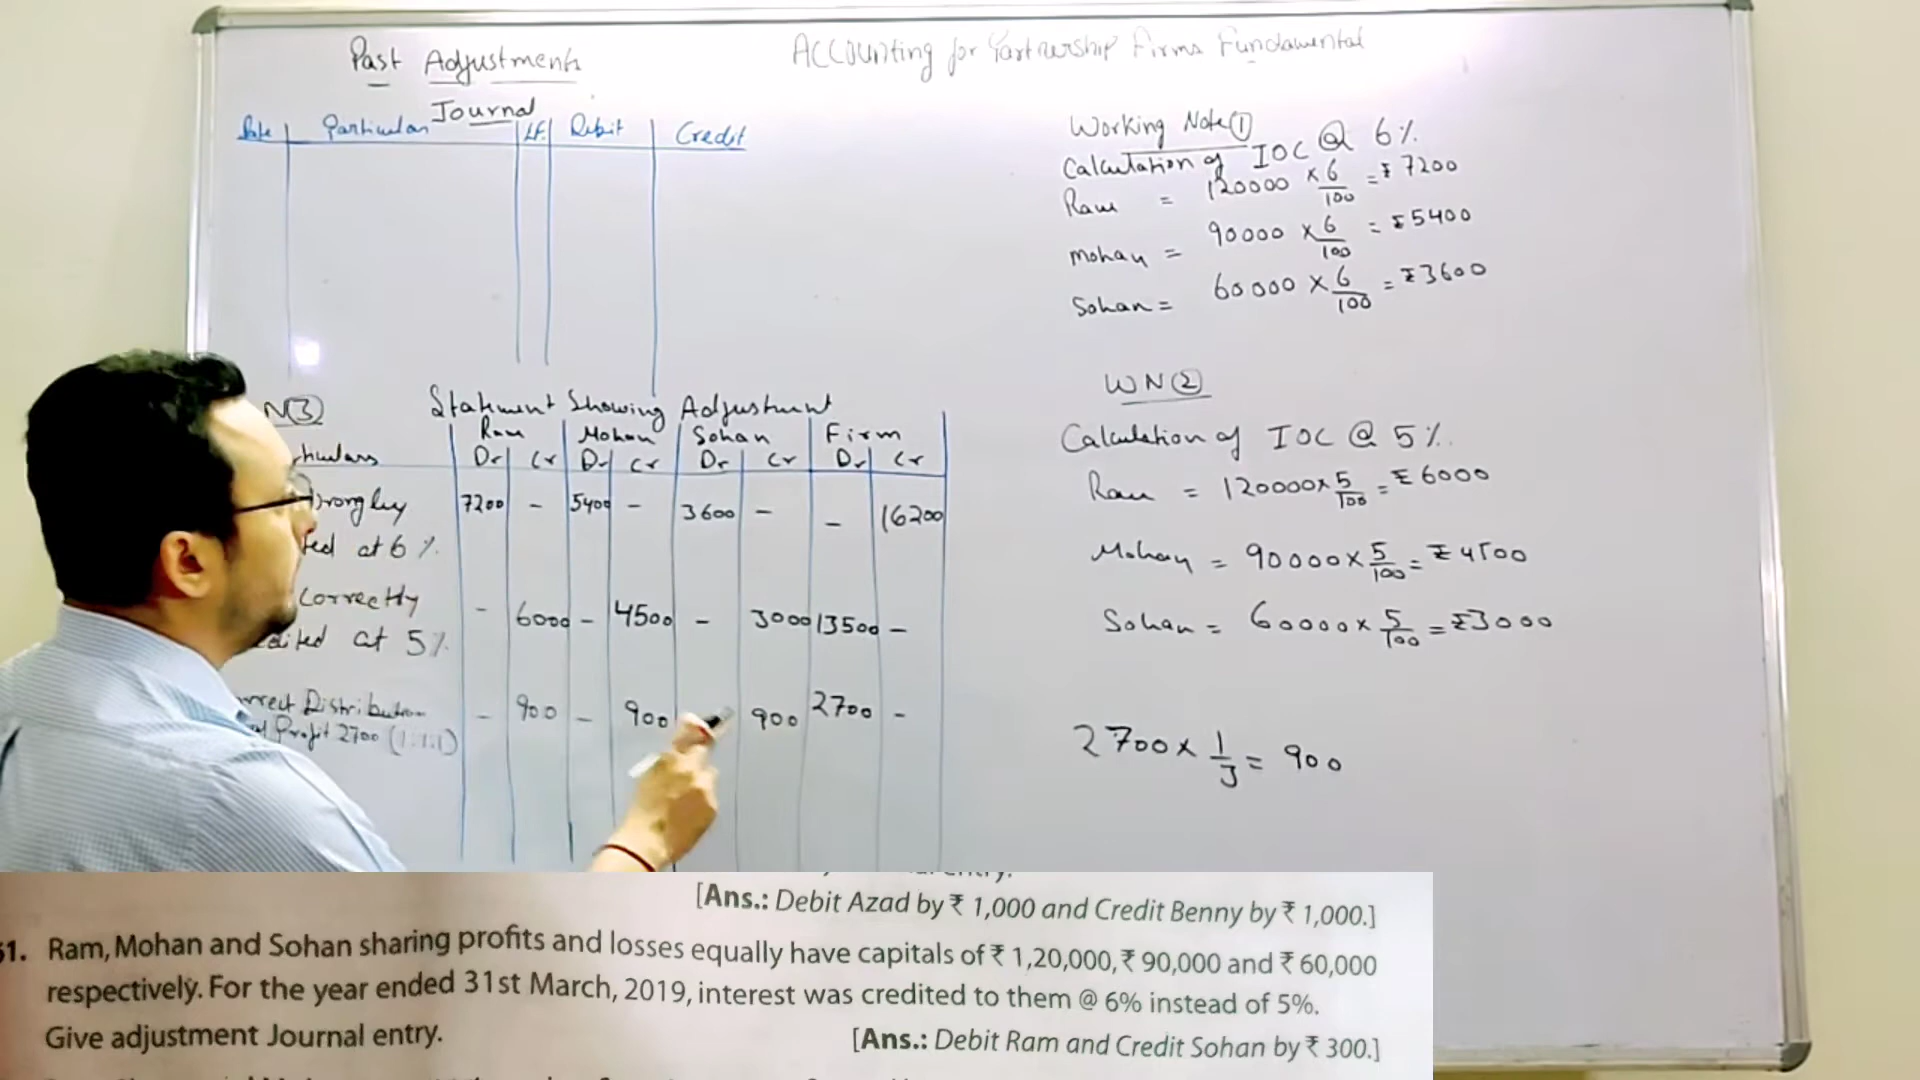 Past Adjustments
Accounting for Partnership Firms Fundamental
Journal
Date Particulars LF. Debit Credit
Working Note ①
Calculation of IOC @ 6%
Ram = 120000 × 6/100 = ₹ 7200
Mohan = 90000 × 6/100 = ₹5400
Sohan = 60000 × 6/100 = ₹3600
WN ②
Calculation of IOC @ 5%.
Ram = 120000 × 5/100 = ₹6000
Mohan = 90000 × 5/100 = ₹4500
Sohan = 60000 × 5/100 = ₹3000
2700 × 1/3 = 900
N③ Statement Showing Adjustment
Ram Mohan Sohan Firm
ticulars Dr Cr Dr Cr Dr Cr Dr Cr
wrongly 7200 - 5400 - 3600 - - 16200
ted at 6%.
Correctly - 6000 - 4500 - 3000 13500 -
dited at 5%
rrect Distribution - 900 - 900 900 2700 -
Profit 2700 (1:1:1)
[Ans.: Debit Azad by ₹ 1,000 and Credit Benny by ₹ 1,000.]
61. Ram, Mohan and Sohan sharing profits and losses equally have capitals of ₹ 1,20,000, ₹ 90,000 and ₹ 60,000
respectively. For the year ended 31st March, 2019, interest was credited to them @ 6% instead of 5%.
Give adjustment Journal entry. [Ans.: Debit Ram and Credit Sohan by ₹ 300.]